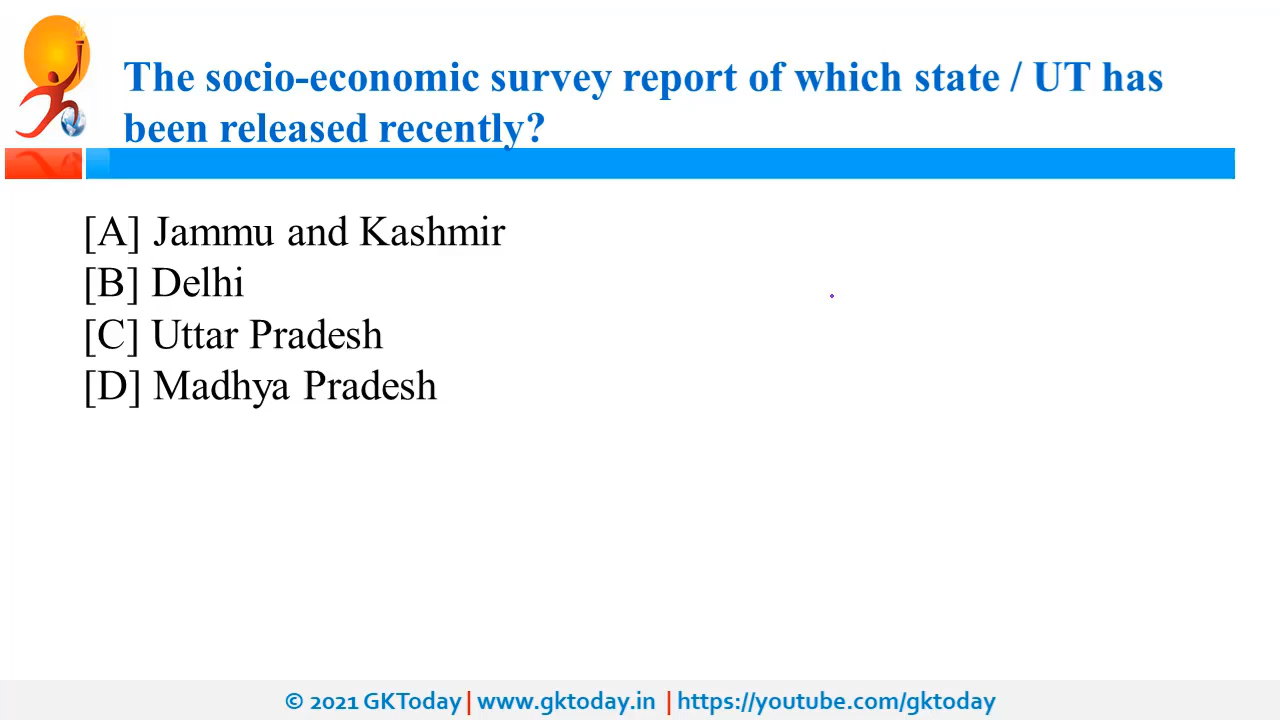 The socio-economic survey report of which state / UT has
been released recently?
[A] Jammu and Kashmir
[B] Delhi
[C] Uttar Pradesh
[D] Madhya Pradesh
© 2021 GKToday | www.gktoday.in | https://youtube.com/gktoday